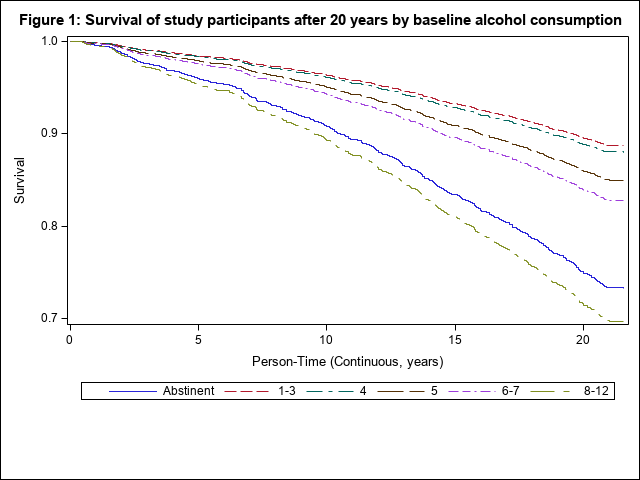 Figure 1: Survival of study participants after 20 years by baseline alcohol consumption
1.0
0.9
0.8
0.7
Survival
0 5 10 15 20
Person-Time (Continuous, years)
Abstinent 1-3 4 5 6-7 8-12